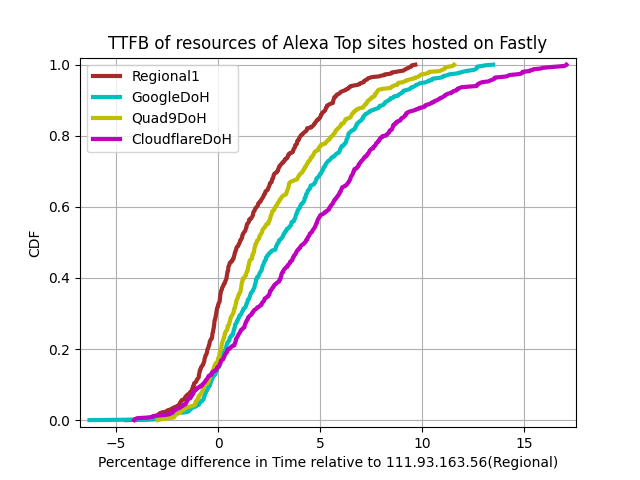 TTFB of resources of Alexa Top sites hosted on Fastly
1.0
0.8
0.6
0.4
0.2
0.0
CDF
Regional1
GoogleDoH
Quad9DoH
CloudflareDoH
−5 0 5 10 15
Percentage difference in Time relative to 111.93.163.56(Regional)